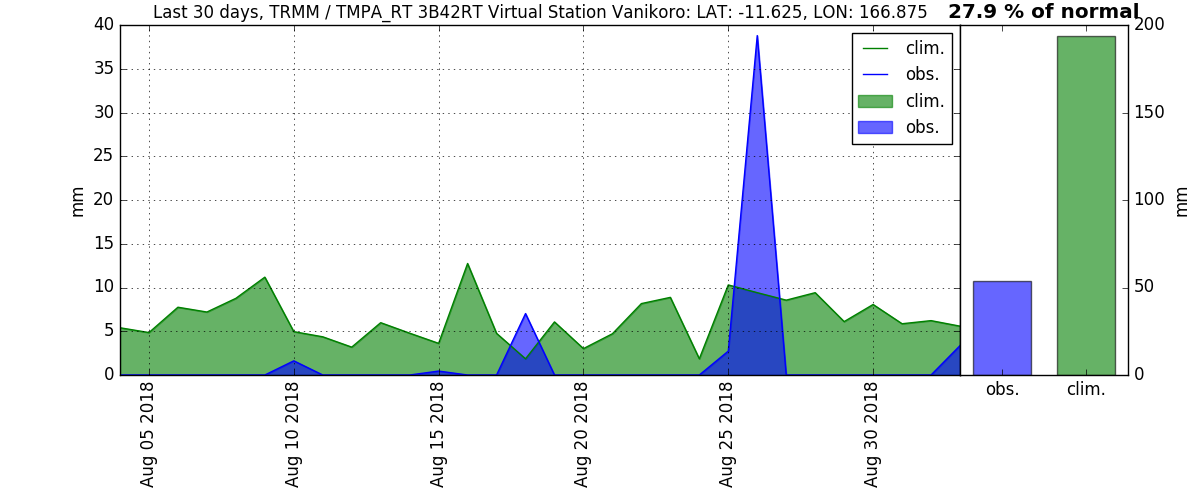 Last 30 days, TRMM / TMPA_RT 3B42RT Virtual Station Vanikoro: LAT: -11.625, LON: 166.875
27.9 % of normal
40
35
30
25
20
15
10
5
0
mm
clim.
obs.
clim.
obs.
Aug 05 2018
Aug 10 2018
Aug 15 2018
Aug 20 2018
Aug 25 2018
Aug 30 2018
200
150
100
50
0
mm
obs.
clim.